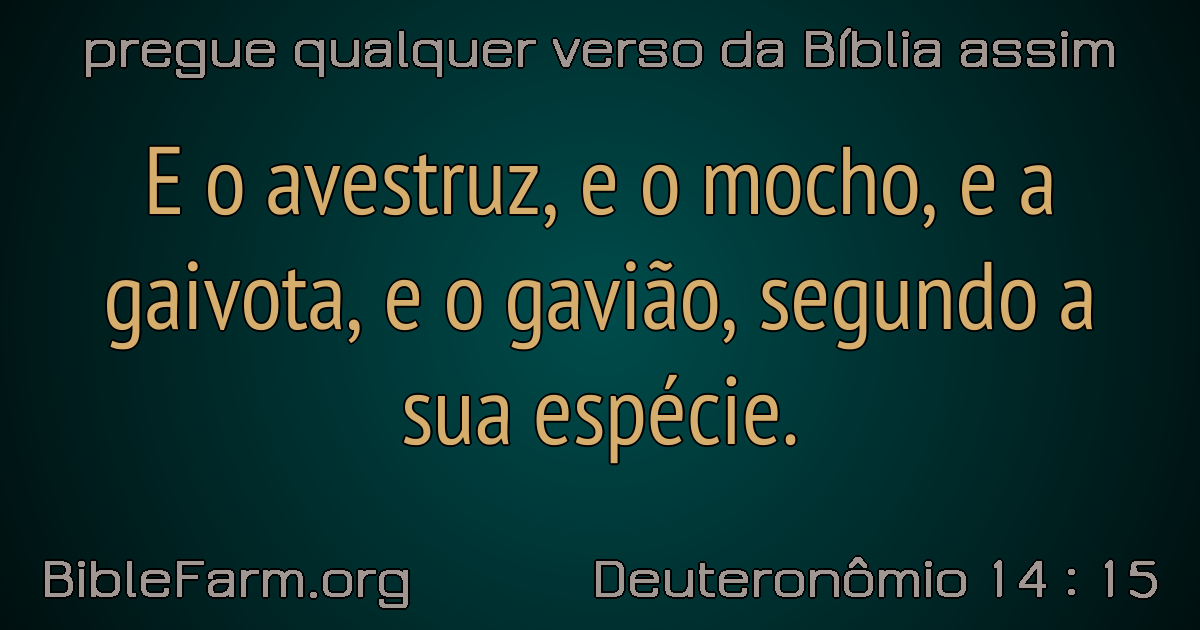 pregue qualquer verso da Bíblia assim
E o avestruz, e o mocho, e a
gaivota, e o gavião, segundo a
sua espécie.
BibleFarm.org
Deuteronômio 14 : 15